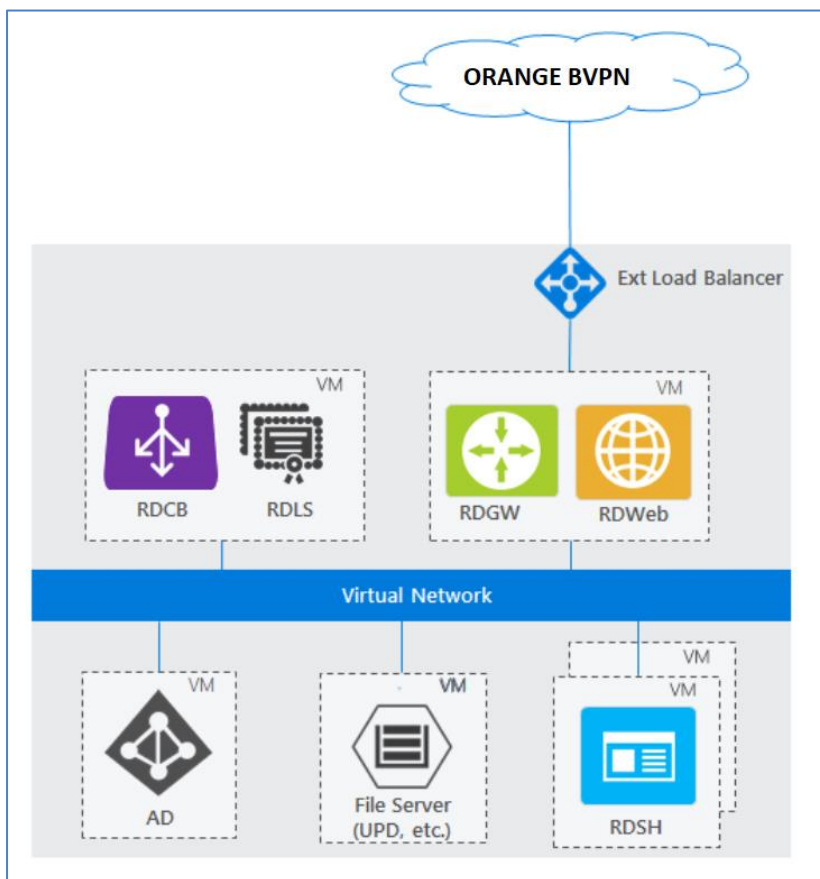 ORANGE BVPN
Ext Load Balancer
VM
RDCB
RDLS
VM
RDGW
RDWeb
Virtual Network
VM
AD
VM
File Server
(UPD, etc.)
VM
VM
RDSH